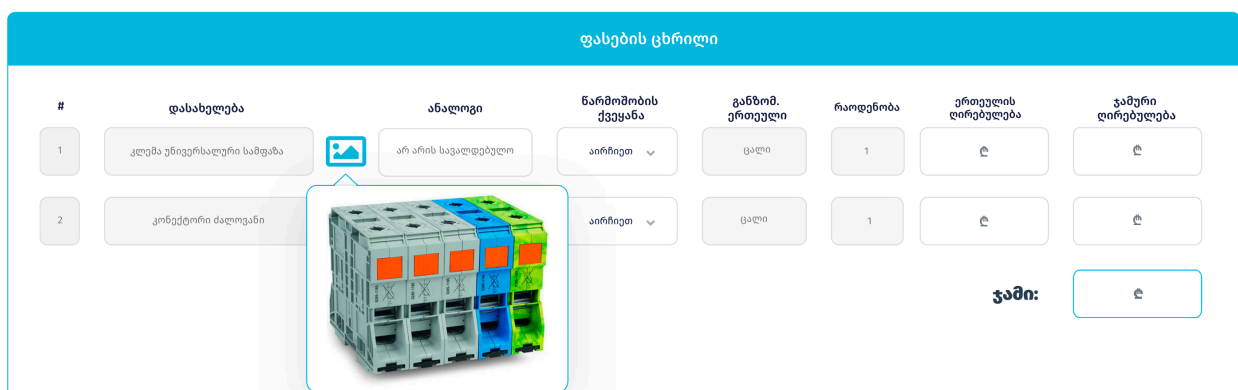 ფასების ცხრილი
# დასახელება ანალოგი წარმოშობის ქვეყანა განზომ. ერთეული რაოდენობა ერთეულის ღირებულება ჯამური ღირებულება
1 კლემა უნივერსალური სამფაზა არ არის სავალდებულო აირჩიეთ ცალი 1 ₾ ₾
2 კონექტორი ძალოვანი აირჩიეთ ცალი 1 ₾ ₾
ჯამი: ₾